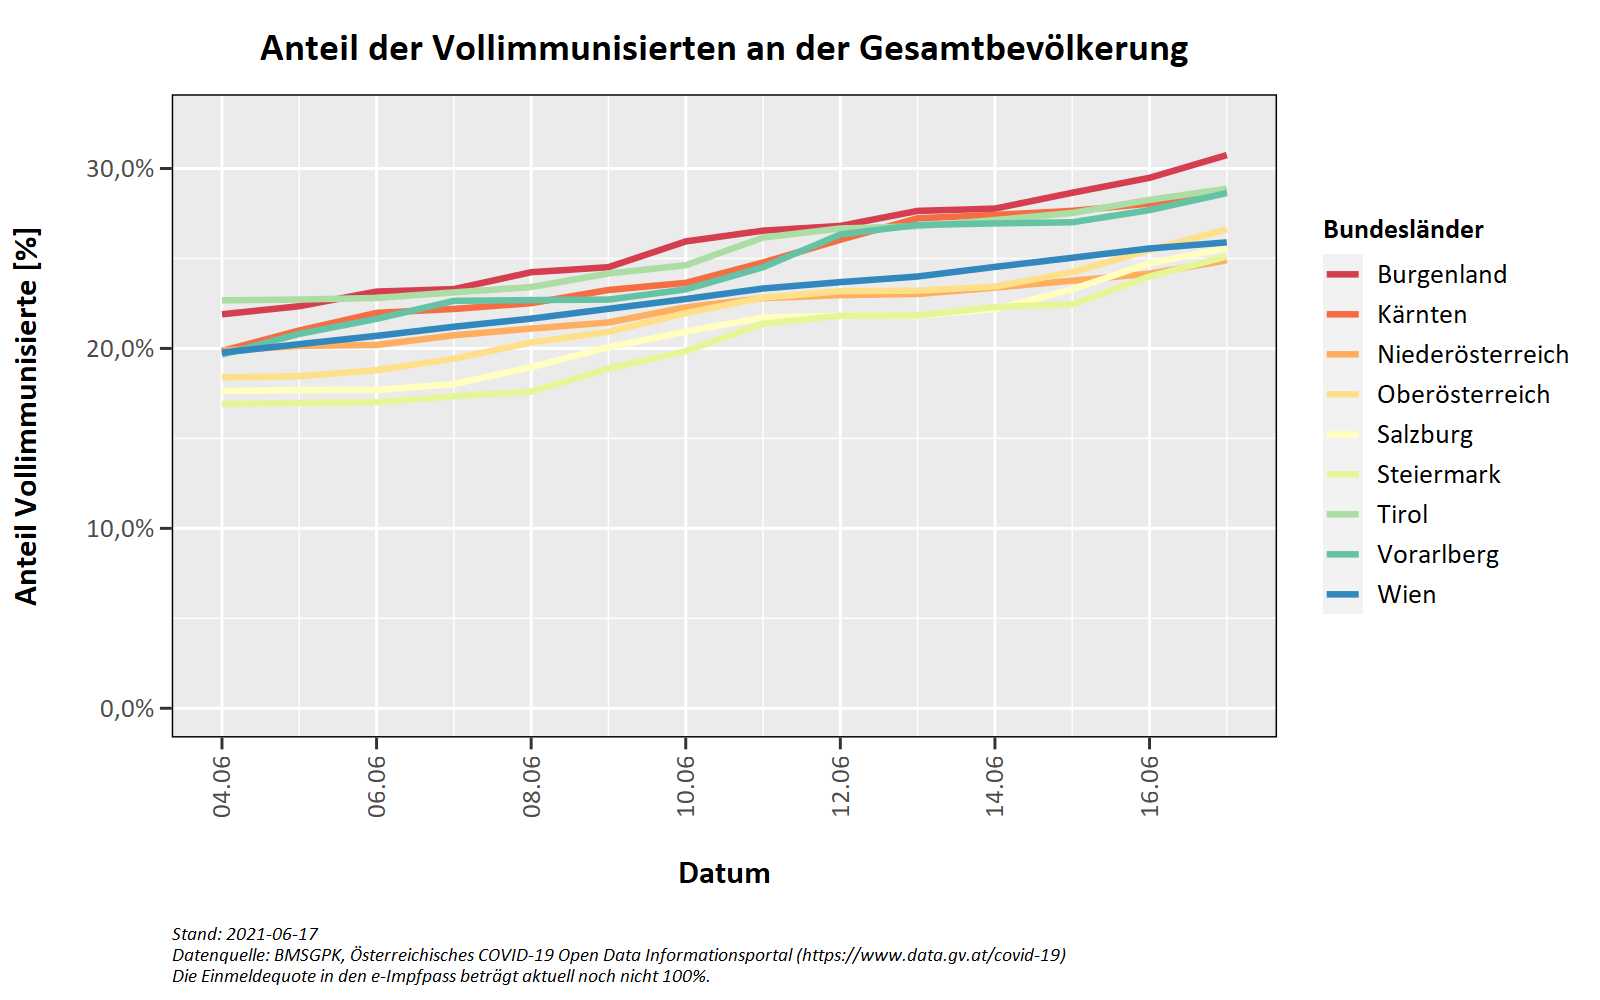 Anteil der Vollimmunisierten an der Gesamtbevölkerung
Anteil Vollimmunisierte [%]
30,0%
20,0%
10,0%
0,0%
04.06
06.06
08.06
10.06
12.06
14.06
16.06
Datum
Bundesländer
Burgenland
Kärnten
Niederösterreich
Oberösterreich
Salzburg
Steiermark
Tirol
Vorarlberg
Wien
Stand: 2021-06-17
Datenquelle: BMSGPK, Österreichisches COVID-19 Open Data Informationsportal (https://www.data.gv.at/covid-19)
Die Einmeldequote in den e-Impfpass beträgt aktuell noch nicht 100%.